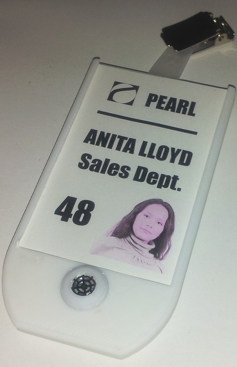 PEARL
ANITA LLOYD
Sales Dept.
48